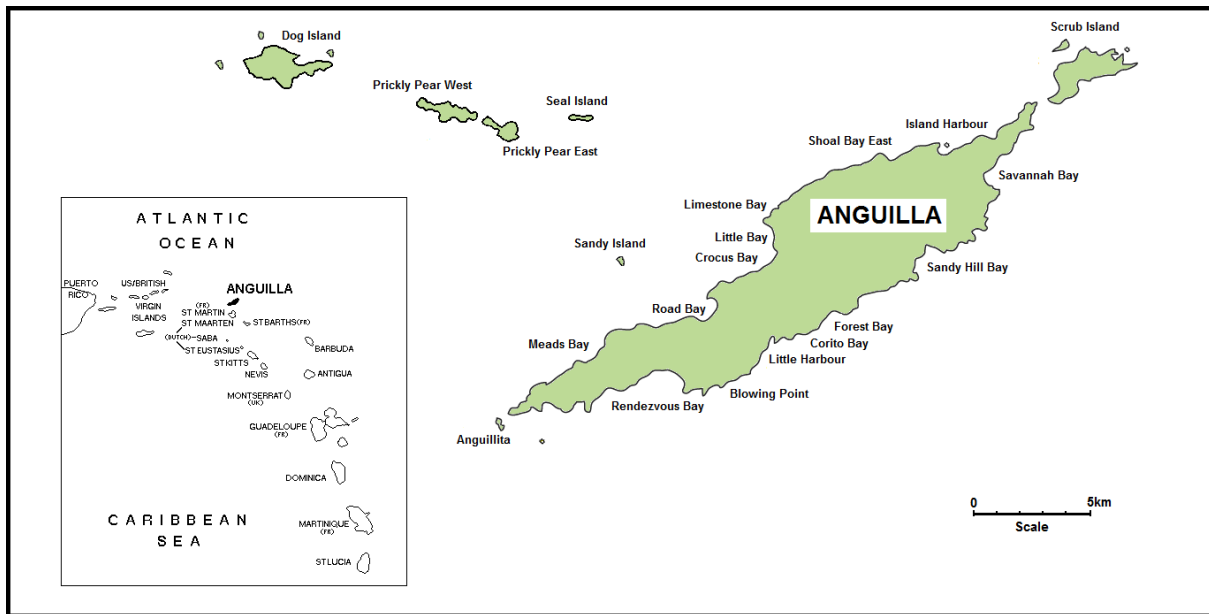 Dog Island
Scrub Island
Prickly Pear West
Seal Island
Prickly Pear East
Island Harbour
Shoal Bay East
Savannah Bay
Limestone Bay
ANGUILLA
Little Bay
Sandy Island
Crocus Bay
Sandy Hill Bay
Road Bay
Forest Bay
Meads Bay
Corito Bay
Little Harbour
Blowing Point
Rendezvous Bay
Anguillita
0 5km
Scale
ATLANTIC
OCEAN
PUERTO
RICO
US/BRITISH
VIRGIN
ISLANDS
ANGUILLA
(FR)
ST MARTIN
ST MAARTEN
ST BARTHS(FR)
(DUTCH)-SABA
ST EUSTASIUS
BARBUDA
ST KITTS
NEVIS
ANTIGUA
MONTSERRAT
(UK)
GUADELOUPE
(FR)
DOMINICA
CARIBBEAN
SEA
MARTINIQUE
(FR)
ST LUCIA